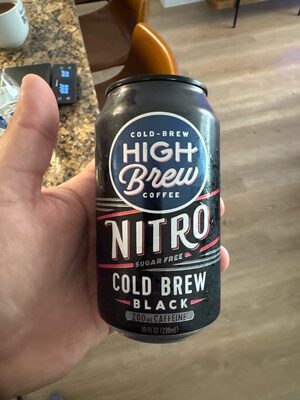 COLD-BREW
HIGH
Brew
COFFEE
NITRO
SUGAR FREE
COLD BREW
BLACK
200MG CAFFEINE
10 FL OZ (296mL)